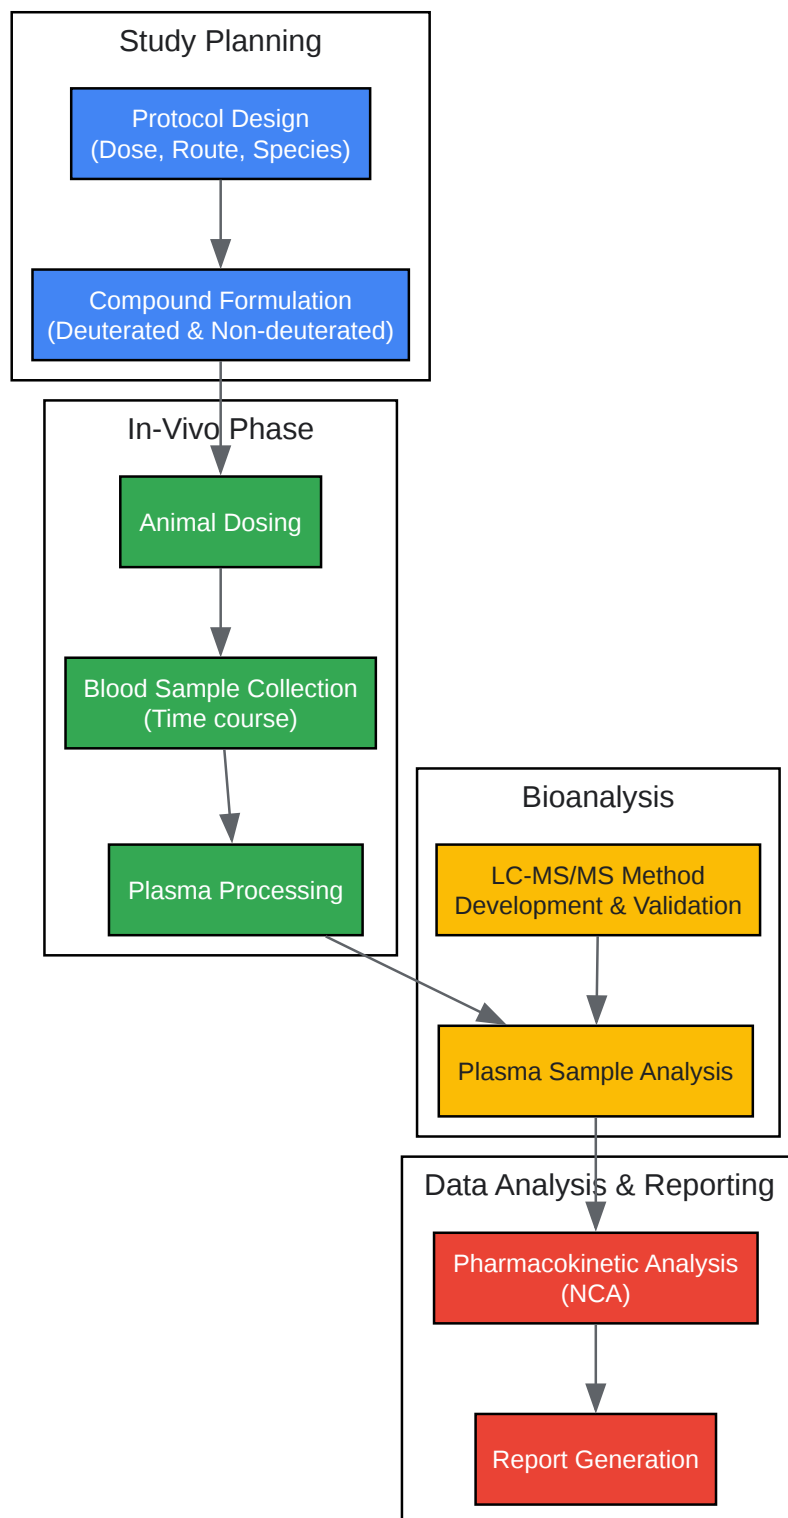 Study Planning
Protocol Design
(Dose, Route, Species)
Compound Formulation
(Deuterated & Non-deuterated)
In-Vivo Phase
Animal Dosing
Blood Sample Collection
(Time course)
Plasma Processing
Bioanalysis
LC-MS/MS Method
Development & Validation
Plasma Sample Analysis
Data Analysis & Reporting
Pharmacokinetic Analysis
(NCA)
Report Generation